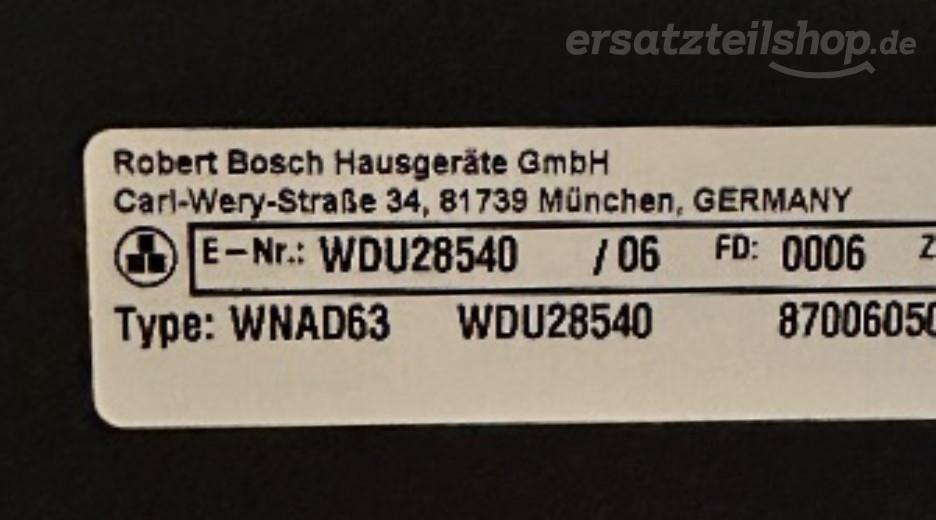 ersatzteilshop.de
Robert Bosch Hausgeräte GmbH
Carl-Wery-Straße 34, 81739 München, GERMANY
E-Nr.: WDU28540 / 06 FD: 0006 Z
Type: WNAD63 WDU28540 87006050